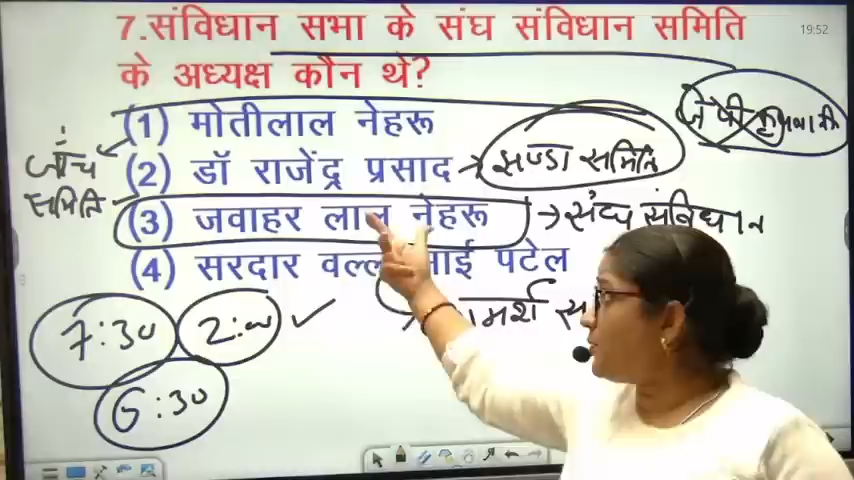 19:52
7.संविधान सभा के संघ संविधान समिति
के अध्यक्ष कौन थे?
(1) मोतीलाल नेहरू
जाँच समिति
(2) डॉ राजेंद्र प्रसाद → झण्डा समिति
(3) जवाहर लाल नेहरू → संघ संविधान
(4) सरदार पटेल
7:30 2:00
6:30